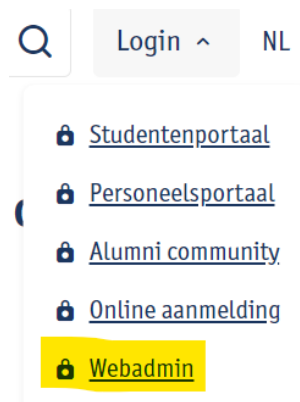 Login NL
Studentenportaal
Personeelsportaal
Alumni community
Online aanmelding
Webadmin